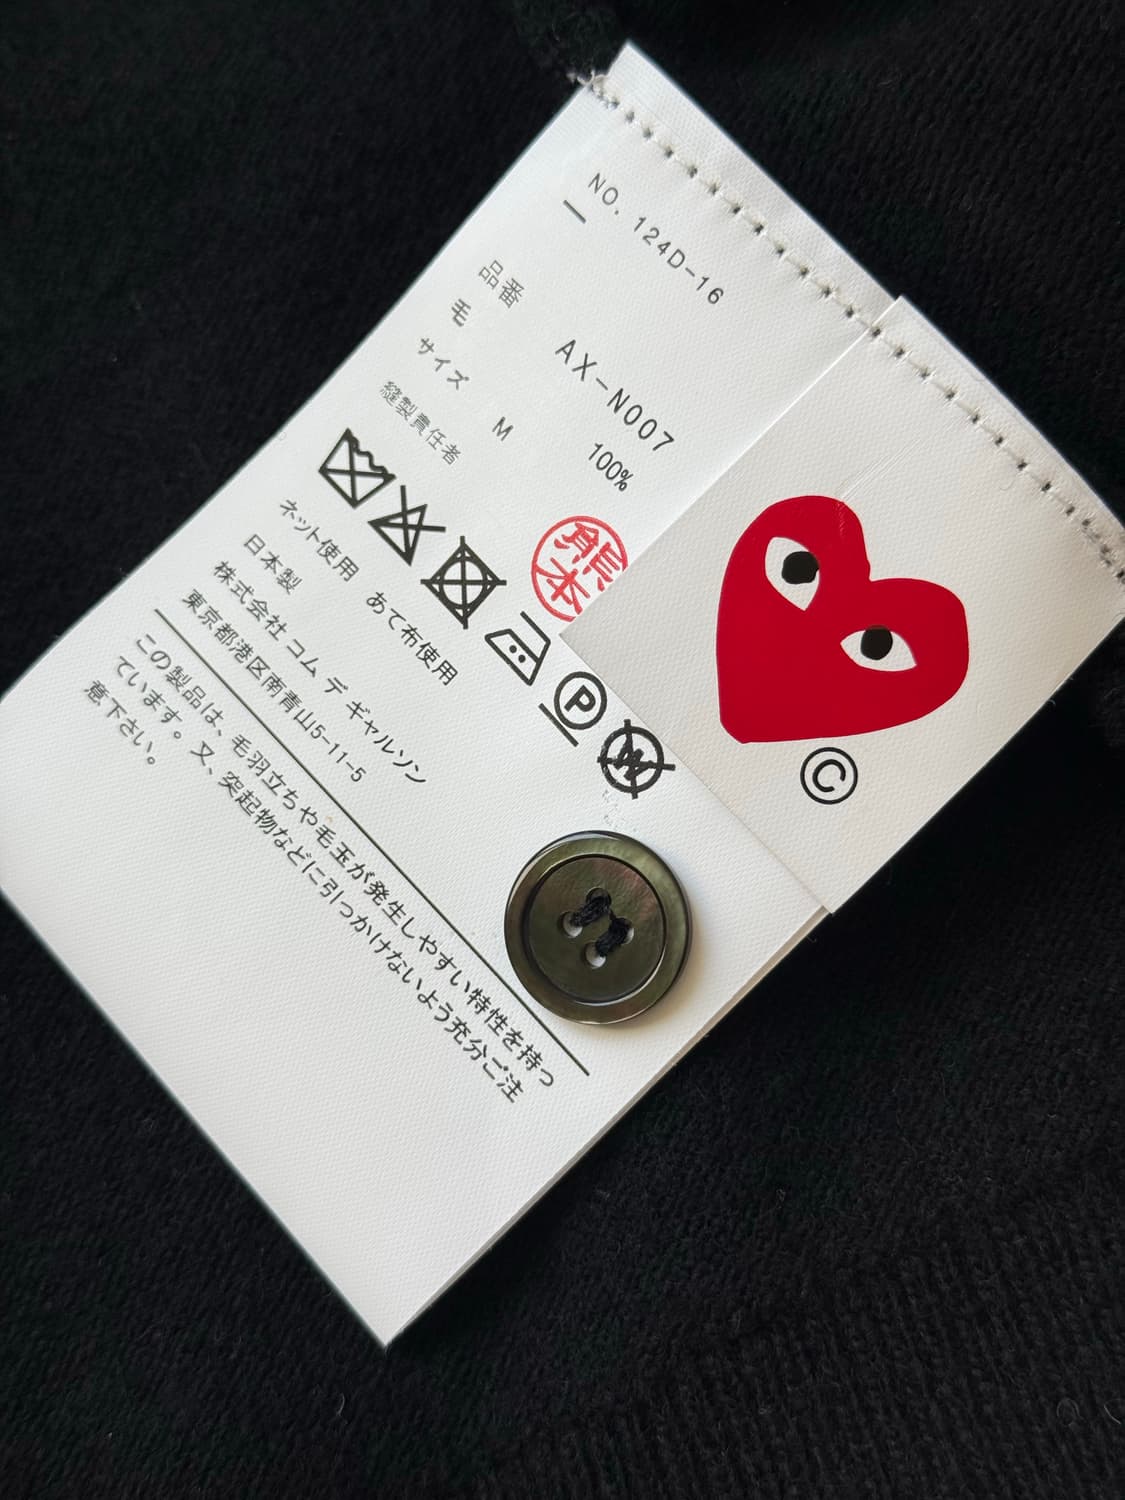 NO. 124D-16
品番 AX-N007
毛 100%
サイズ M
縫製責任者 熊本
P
W
ネット使用 あて布使用
日本製
株式会社 コム デ ギャルソン
東京都港区南青山5-11-5
この製品は、毛羽立ちや毛玉が発生しやすい特性を持っ
ています。又、突起物などに引っかけないよう充分ご注
意下さい。
©